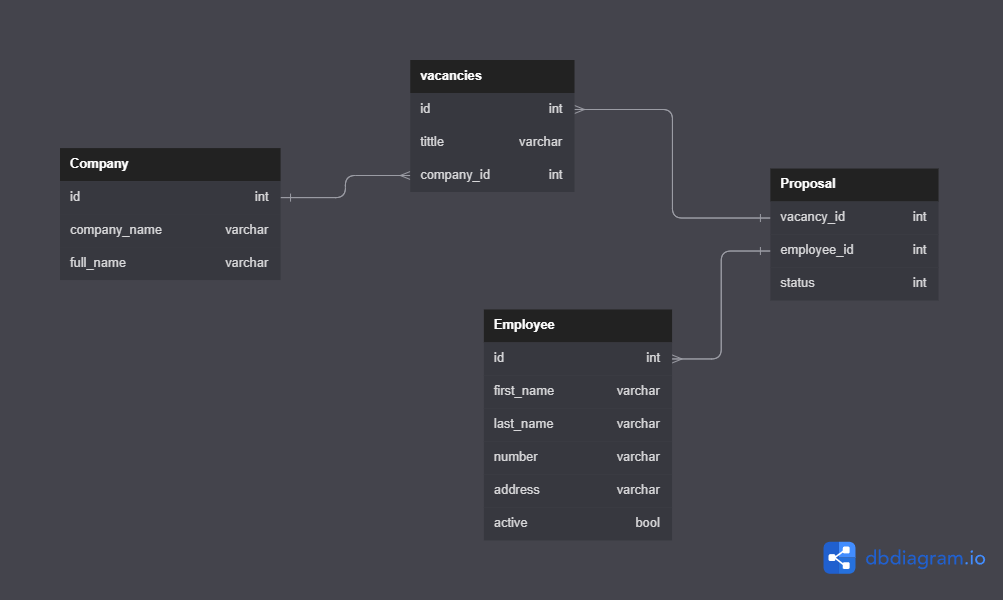 vacancies
id int
tittle varchar
company_id int
Company
id int
company_name varchar
full_name varchar
Proposal
vacancy_id int
employee_id int
status int
Employee
id int
first_name varchar
last_name varchar
number varchar
address varchar
active bool
dbdiagram.io